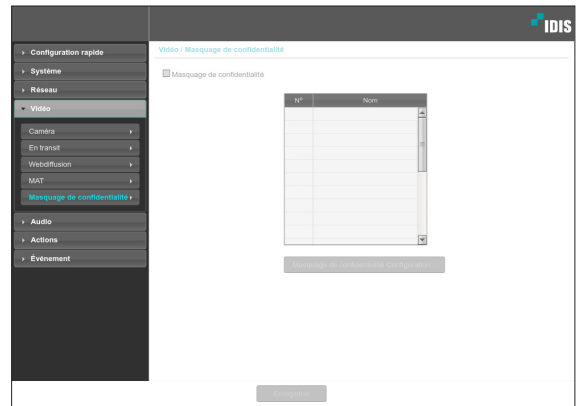 IDIS
Configuration rapide
Système
Réseau
Vidéo
Caméra
En transit
Webdiffusion
MAT
Masquage de confidentialité
Audio
Actions
Événement
Vidéo / Masquage de confidentialité
Masquage de confidentialité
N° Nom
Masquage de confidentialité Configuration...
Enregistrer